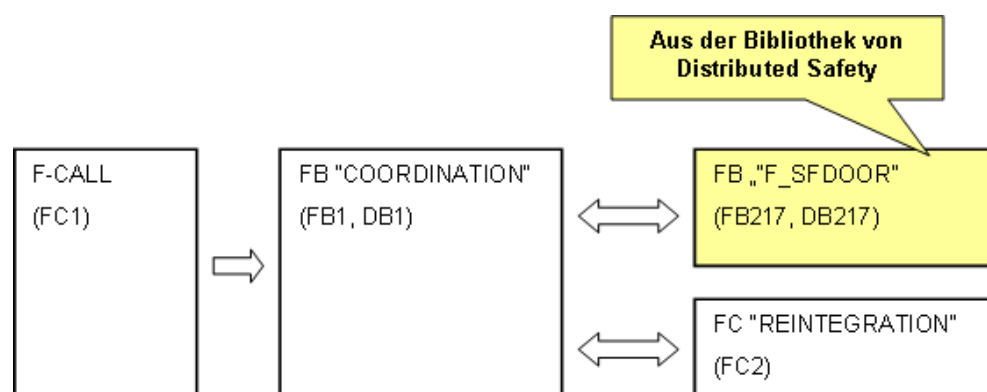 Aus der Bibliothek von
Distributed Safety
F-CALL
(FC1)
FB "COORDINATION"
(FB1, DB1)
FB „"F_SFDOOR"
(FB217, DB217)
FC "REINTEGRATION"
(FC2)